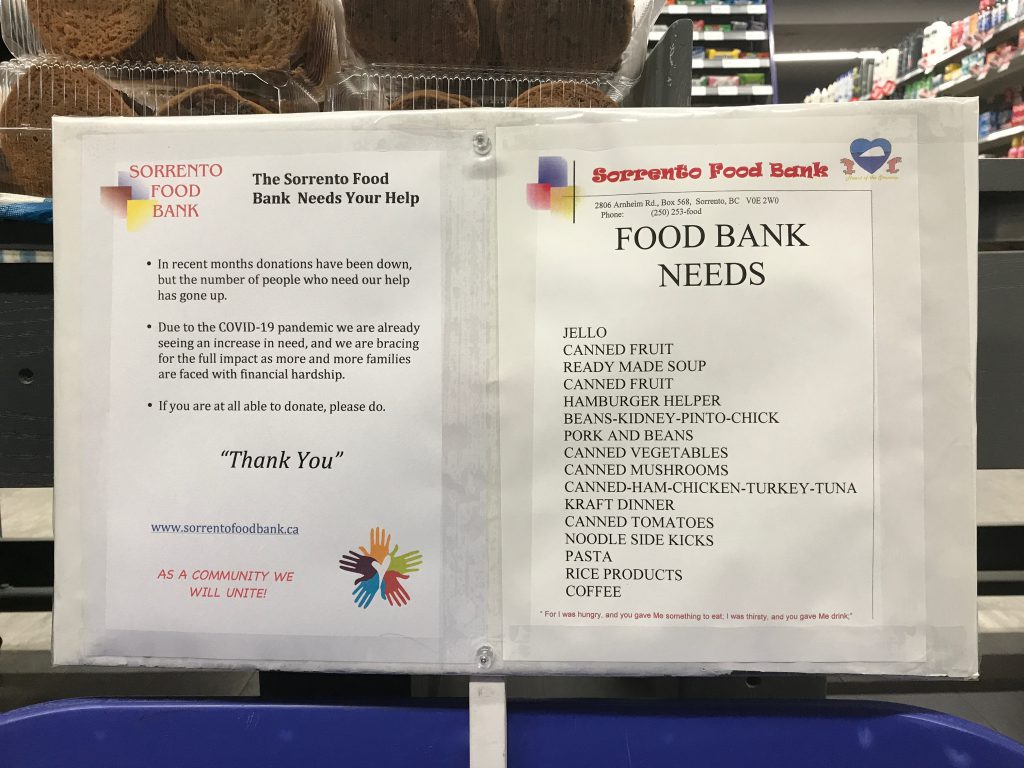 SORRENTO
FOOD
BANK
The Sorrento Food
Bank Needs Your Help
• In recent months donations have been down,
but the number of people who need our help
has gone up.
• Due to the COVID-19 pandemic we are already
seeing an increase in need, and we are bracing
for the full impact as more and more families
are faced with financial hardship.
• If you are at all able to donate, please do.
“Thank You”
www.sorrentofoodbank.ca
AS A COMMUNITY WE
WILL UNITE!
Sorrento Food Bank
2806 Arnheim Rd., Box 568, Sorrento, BC V0E 2W0
Phone: (250) 253-food
FOOD BANK
NEEDS
JELLO
CANNED FRUIT
READY MADE SOUP
CANNED FRUIT
HAMBURGER HELPER
BEANS-KIDNEY-PINTO-CHICK
PORK AND BEANS
CANNED VEGETABLES
CANNED MUSHROOMS
CANNED-HAM-CHICKEN-TURKEY-TUNA
KRAFT DINNER
CANNED TOMATOES
NOODLE SIDE KICKS
PASTA
RICE PRODUCTS
COFFEE
" For I was hungry, and you gave Me something to eat; I was thirsty, and you gave Me drink;"